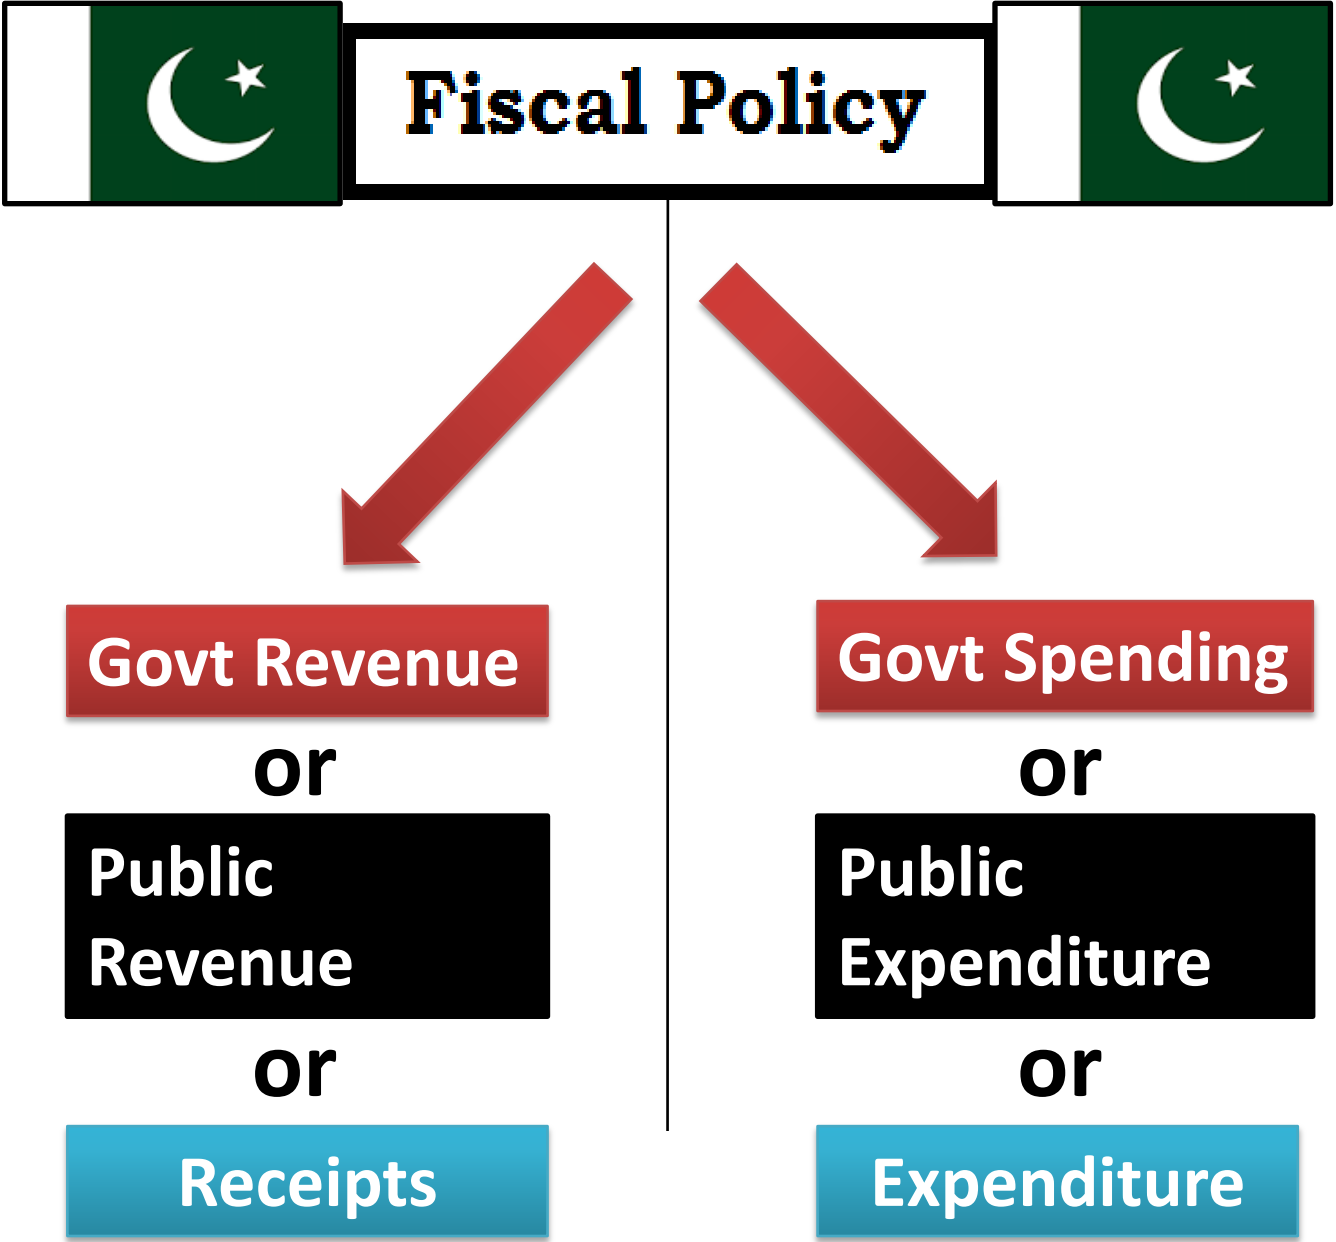 Fiscal Policy
Govt Revenue
or
Public
Revenue
or
Receipts
Govt Spending
or
Public
Expenditure
or
Expenditure